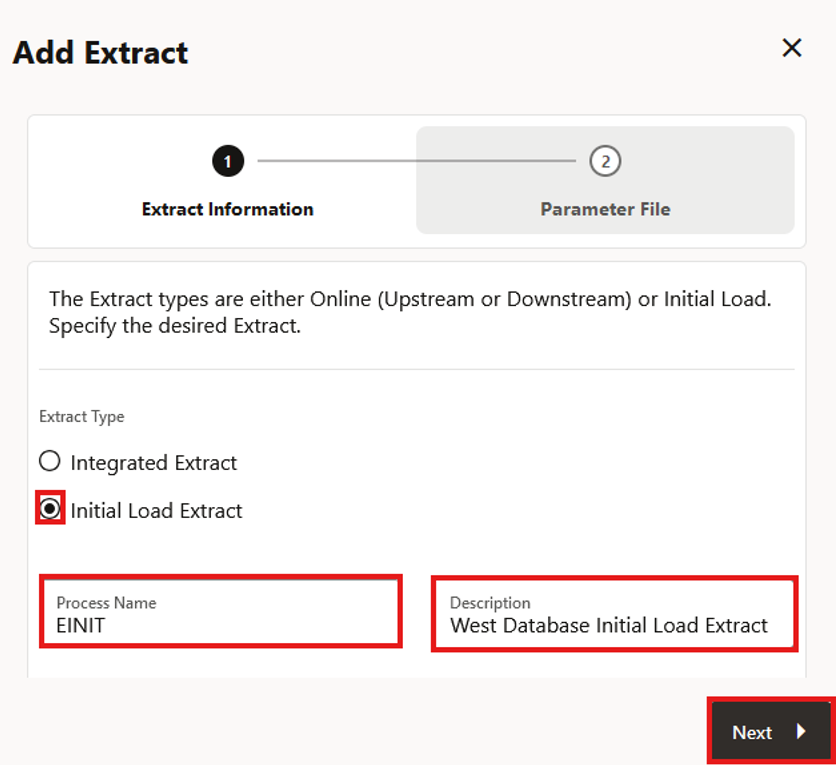 Add Extract
1
2
Extract Information
Parameter File
The Extract types are either Online (Upstream or Downstream) or Initial Load.
Specify the desired Extract.
Extract Type
Integrated Extract
Initial Load Extract
Process Name
EINIT
Description
West Database Initial Load Extract
Next